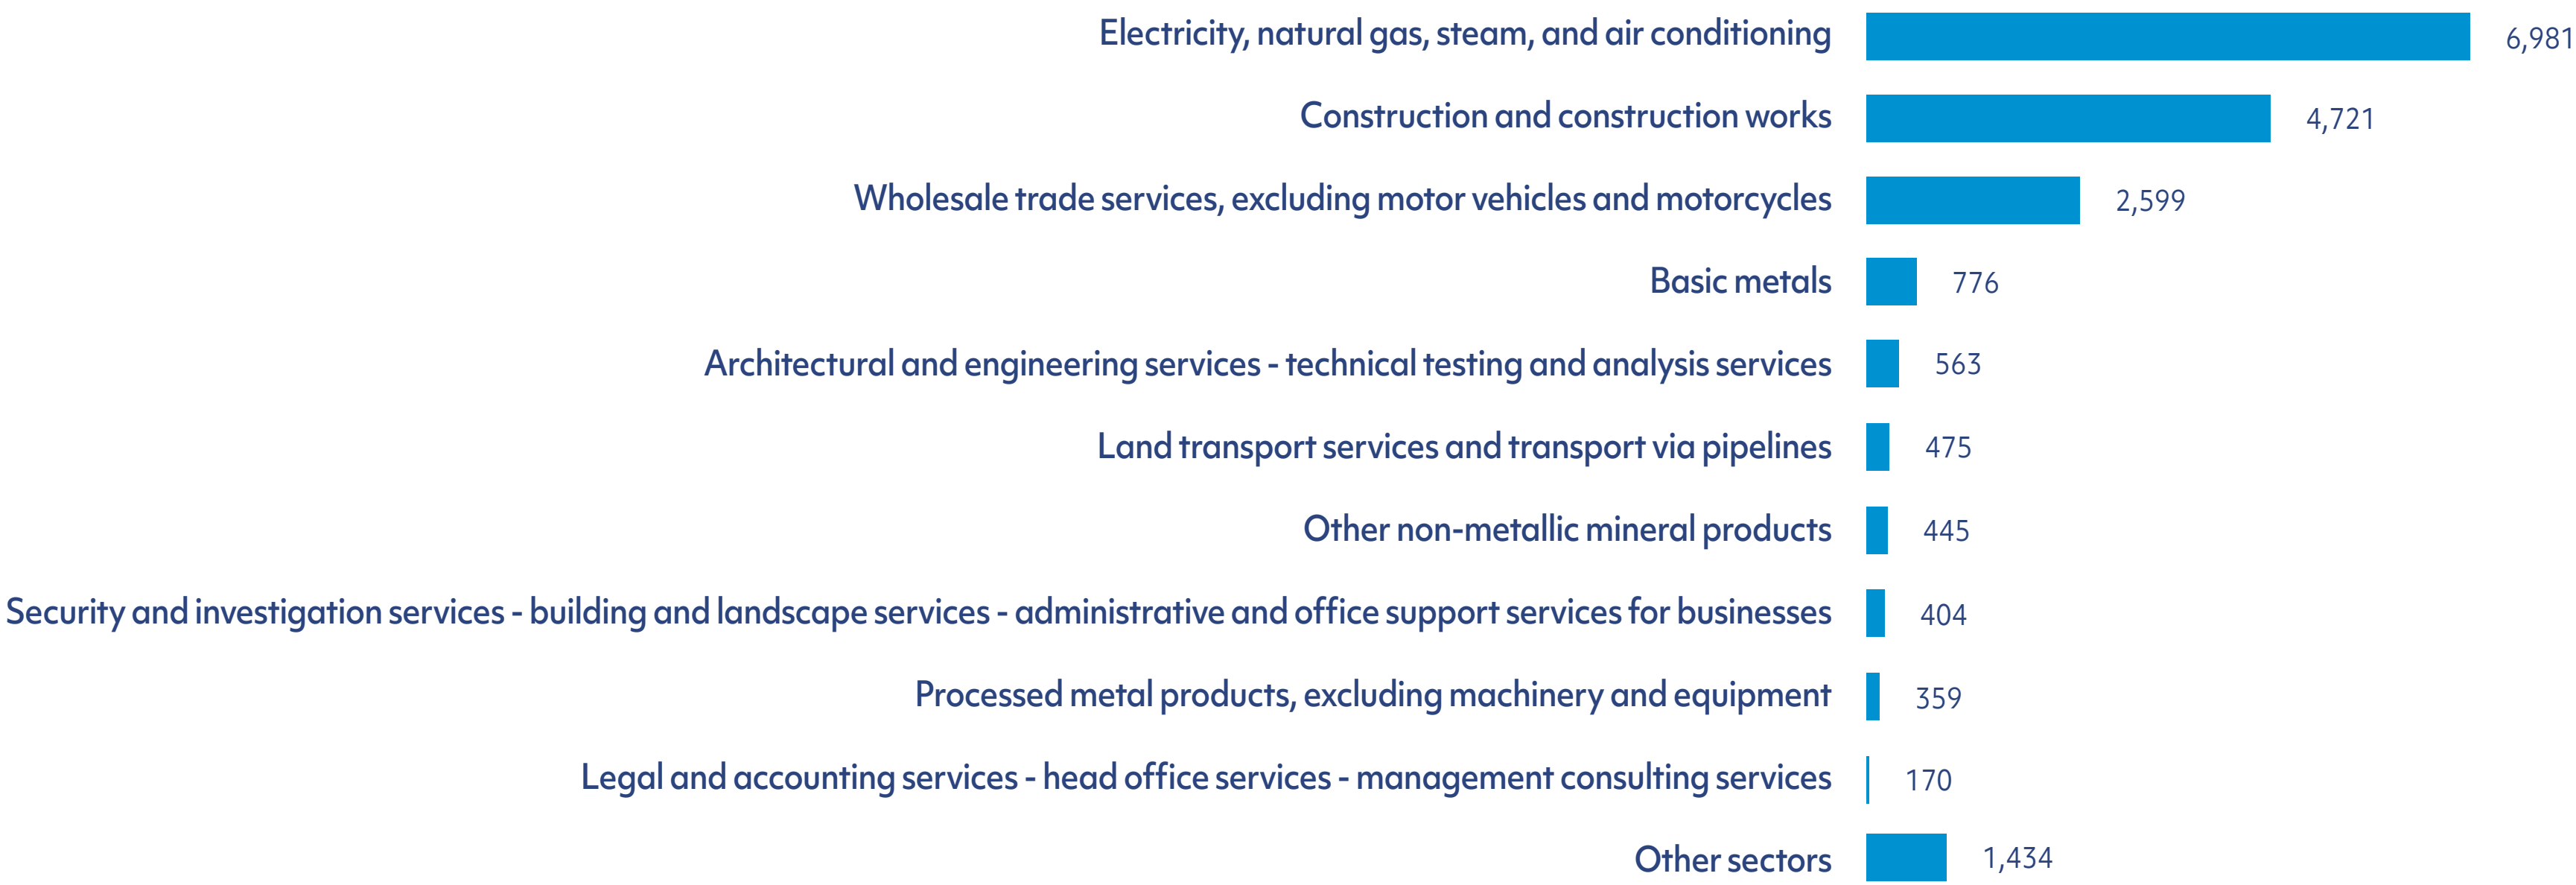 Electricity, natural gas, steam, and air conditioning 6,981
Construction and construction works 4,721
Wholesale trade services, excluding motor vehicles and motorcycles 2,599
Basic metals 776
Architectural and engineering services - technical testing and analysis services 563
Land transport services and transport via pipelines 475
Other non-metallic mineral products 445
Security and investigation services - building and landscape services - administrative and office support services for businesses 404
Processed metal products, excluding machinery and equipment 359
Legal and accounting services - head office services - management consulting services 170
Other sectors 1,434